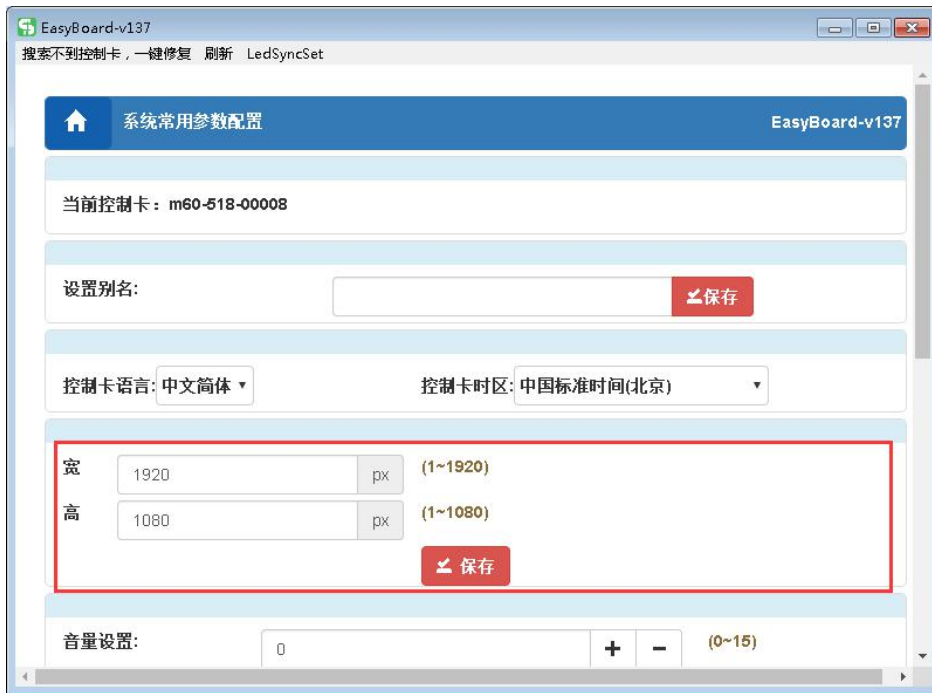 EasyBoard-v137
搜索不到控制卡，一键修复 刷新 LedSyncSet
系统常用参数配置 EasyBoard-v137
当前控制卡：m60-518-00008
设置别名: 保存
控制卡语言: 中文简体 控制卡时区: 中国标准时间(北京)
宽 1920 px (1~1920)
高 1080 px (1~1080)
保存
音量设置: 0 + - (0~15)